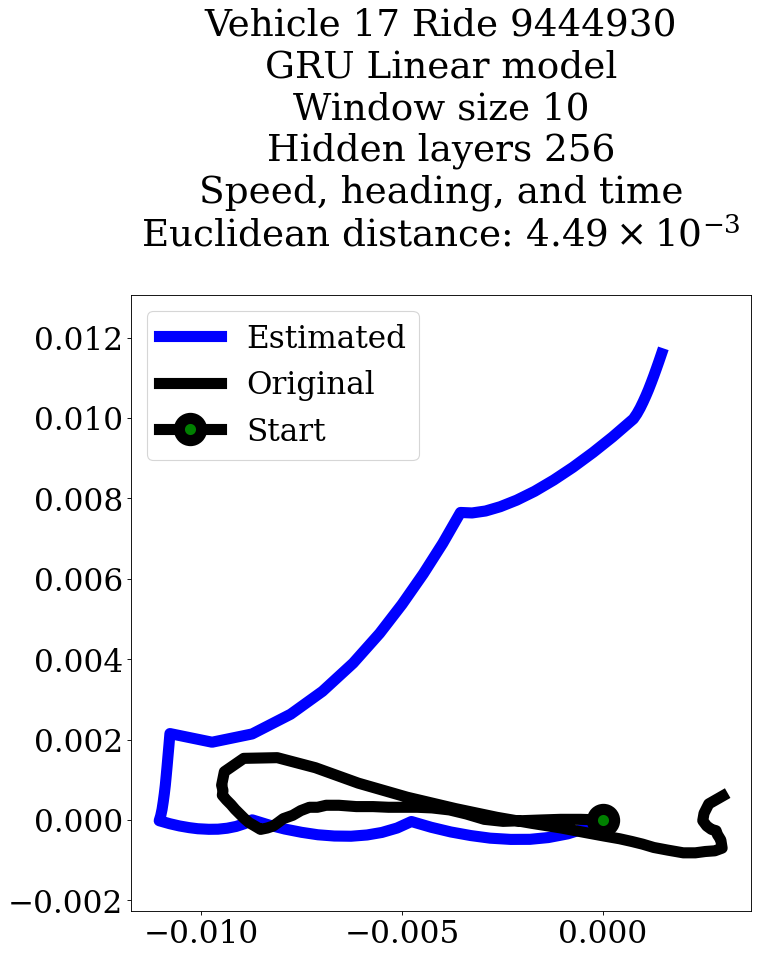 Vehicle 17 Ride 9444930
GRU Linear model
Window size 10
Hidden layers 256
Speed, heading, and time
Euclidean distance: 4.49 × 10⁻³
Estimated
Original
Start
0.012
0.010
0.008
0.006
0.004
0.002
0.000
−0.002
−0.010 −0.005 0.000